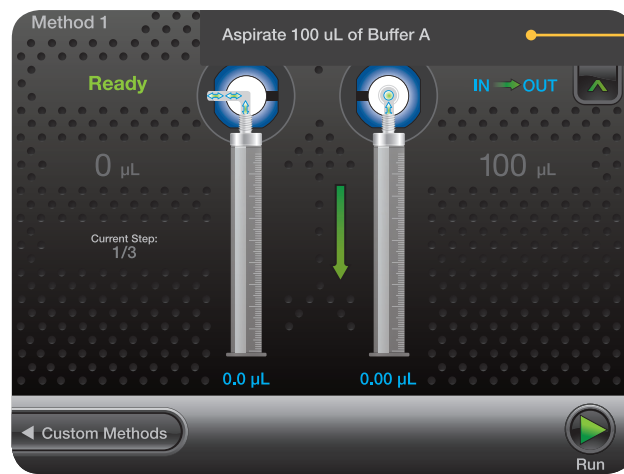 Method 1
Aspirate 100 uL of Buffer A
Ready
IN OUT
0 µL
100 µL
Current Step:
1/3
0.0 µL
0.00 µL
Custom Methods
Run